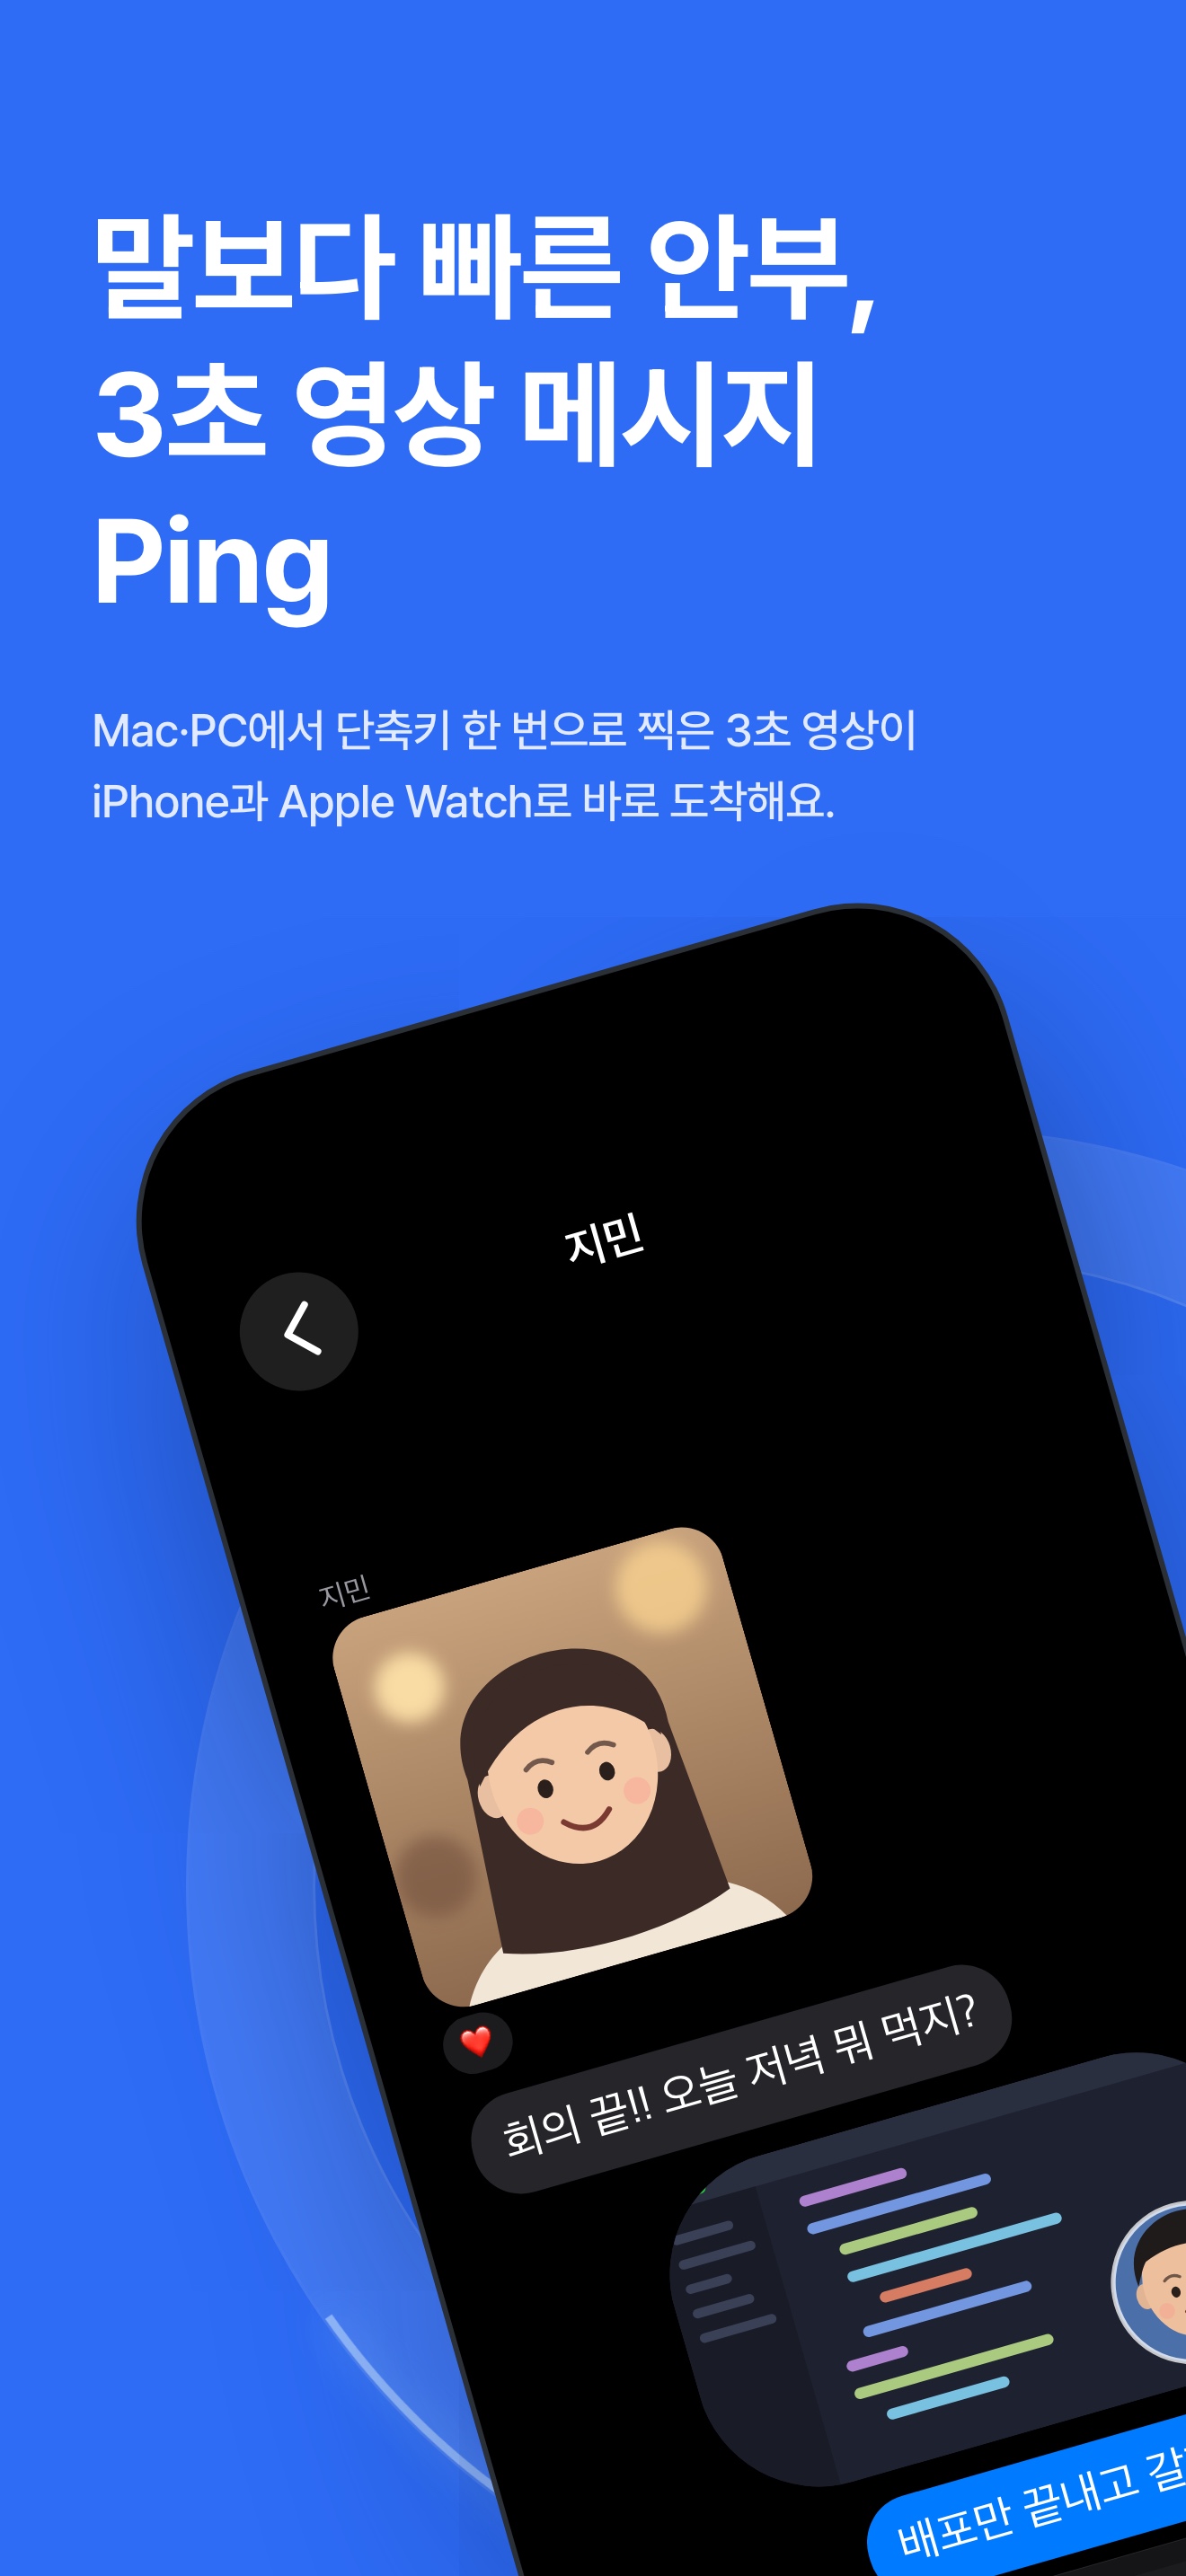 말보다 빠른 안부,
3초 영상 메시지
Ping
Mac·PC에서 단축키 한 번으로 찍은 3초 영상이
iPhone과 Apple Watch로 바로 도착해요.
지민
지민
회의 끝!! 오늘 저녁 뭐 먹지?
배포만 끝내고 갈